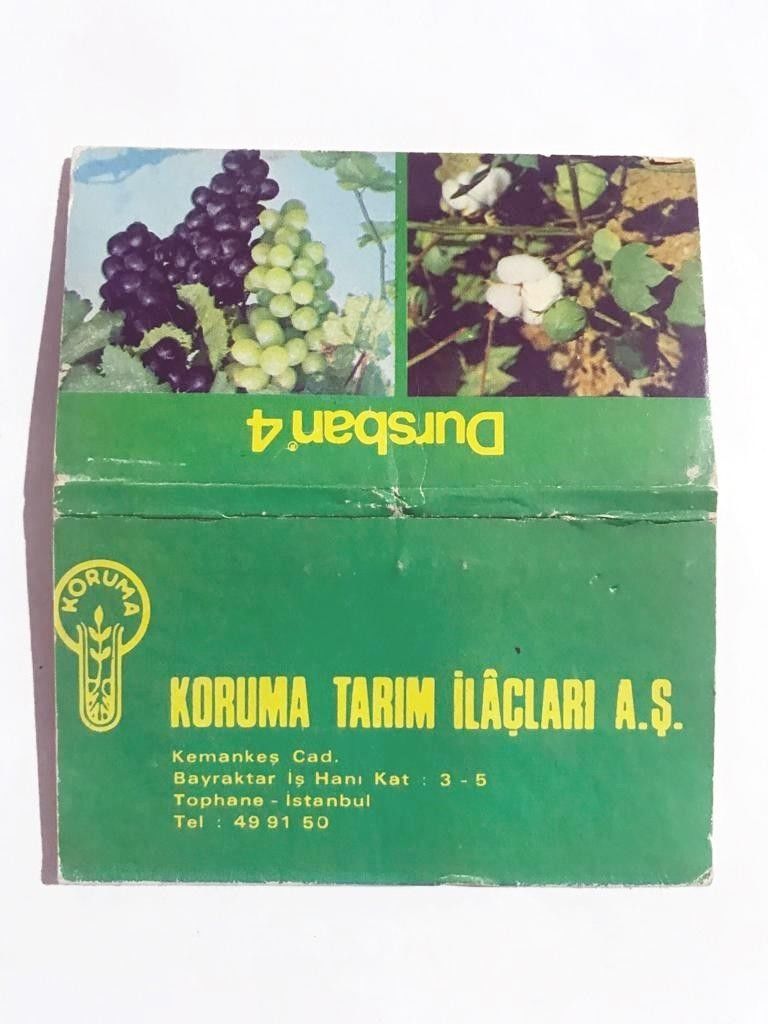 Dursban® 4
KORUMA
KORUMA TARIM İLÂÇLARI A.Ş.
Kemankeş Cad.
Bayraktar İş Hanı Kat : 3 - 5
Tophane - İstanbul
Tel : 49 91 50